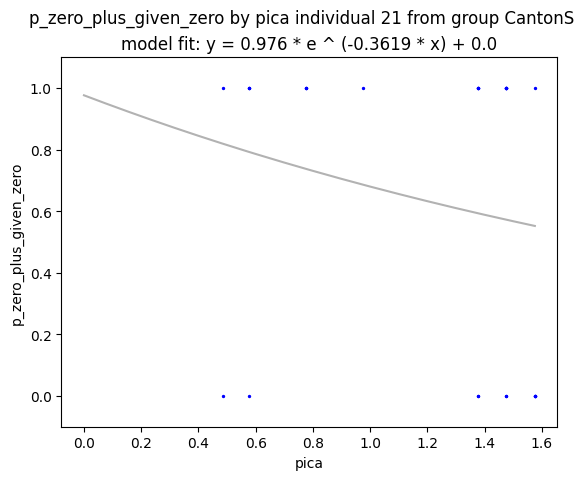 p_zero_plus_given_zero by pica individual 21 from group CantonS
model fit: y = 0.976 * e ^ (-0.3619 * x) + 0.0
1.0
0.8
0.6
0.4
0.2
0.0
p_zero_plus_given_zero
0.0 0.2 0.4 0.6 0.8 1.0 1.2 1.4 1.6
pica